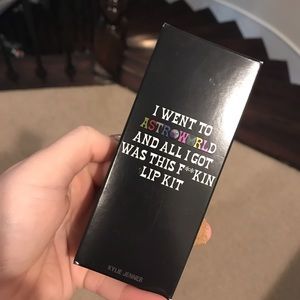 I WENT TO
ASTROWORLD
AND ALL I GOT
WAS THIS F**KIN
LIP KIT
KYLIE JENNER